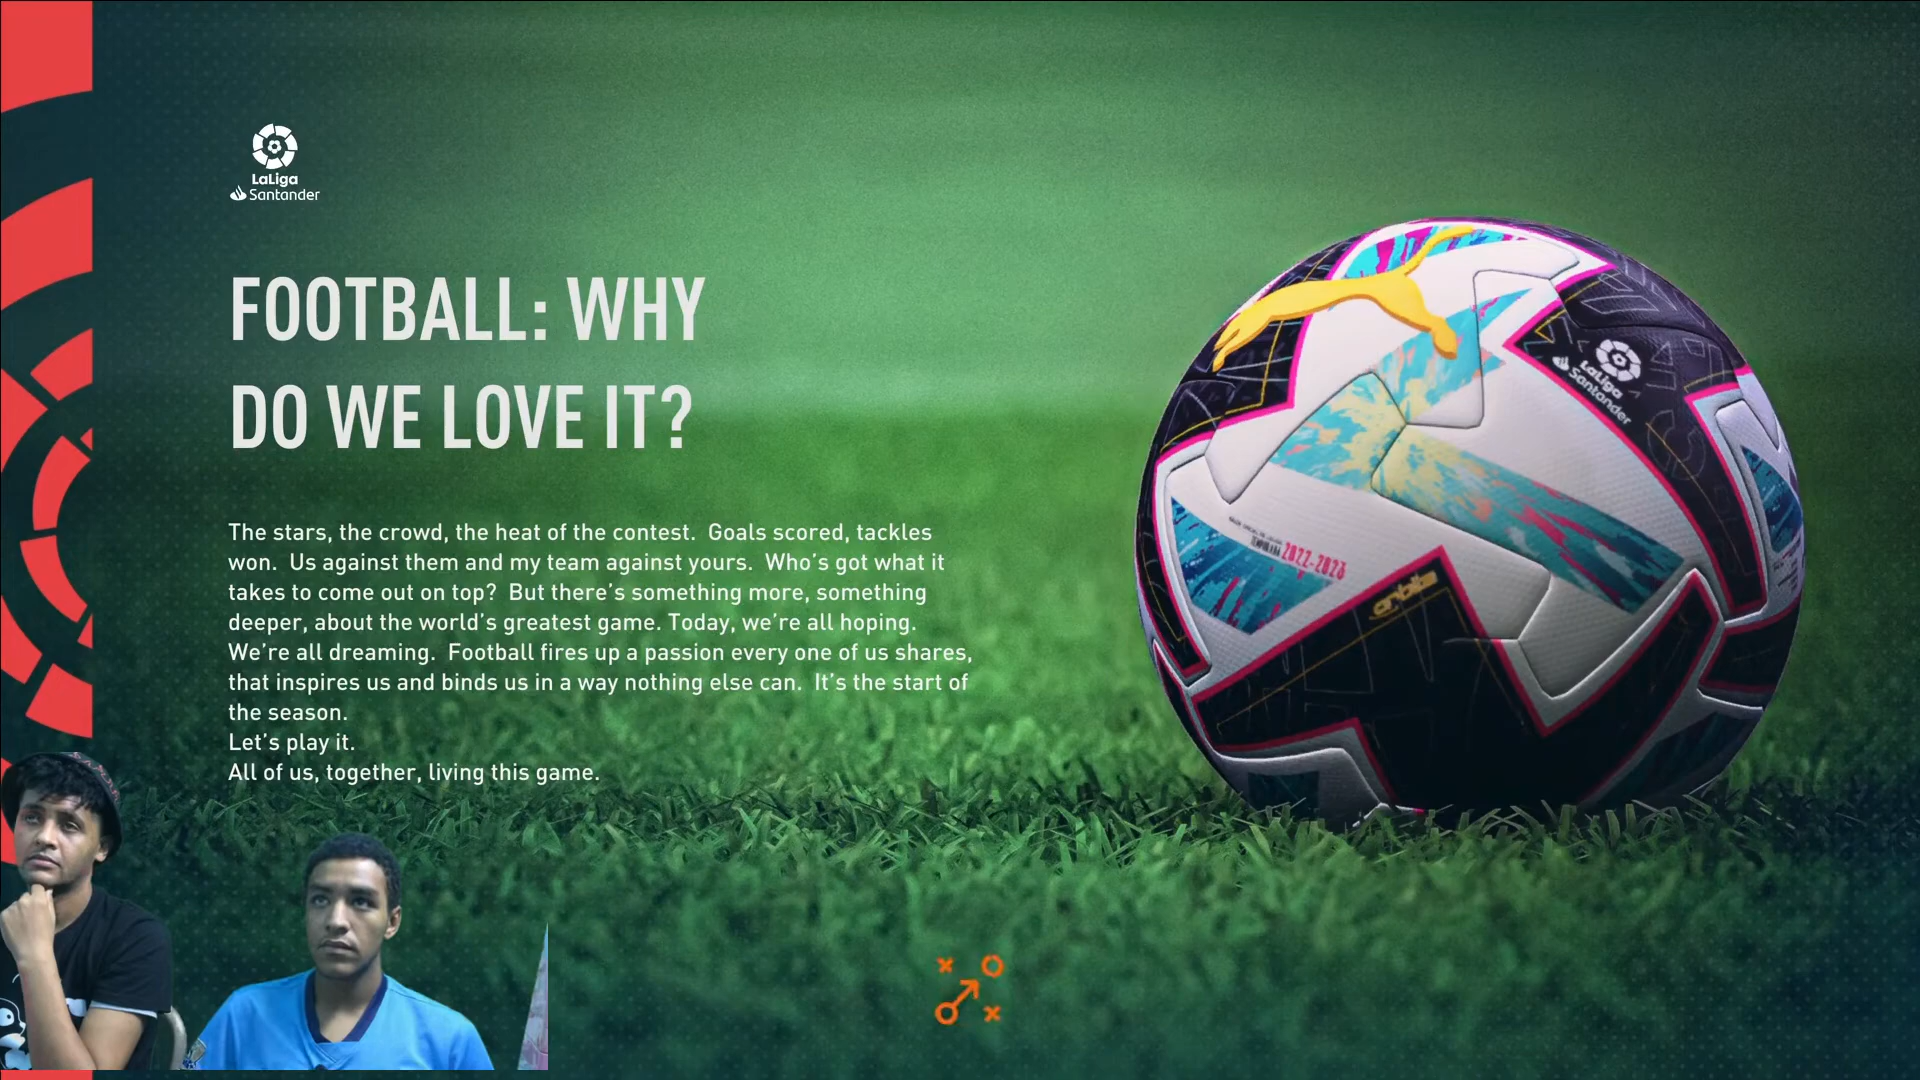 LaLiga
Santander
FOOTBALL: WHY
DO WE LOVE IT?
The stars, the crowd, the heat of the contest.  Goals scored, tackles
won.  Us against them and my team against yours.  Who’s got what it
takes to come out on top?  But there’s something more, something
deeper, about the world’s greatest game. Today, we’re all hoping.
We’re all dreaming.  Football fires up a passion every one of us shares,
that inspires us and binds us in a way nothing else can.  It’s the start of
the season.
Let’s play it.
All of us, together, living this game.
LaLiga
Santander
TEMPORADA 2022-2023
orbita